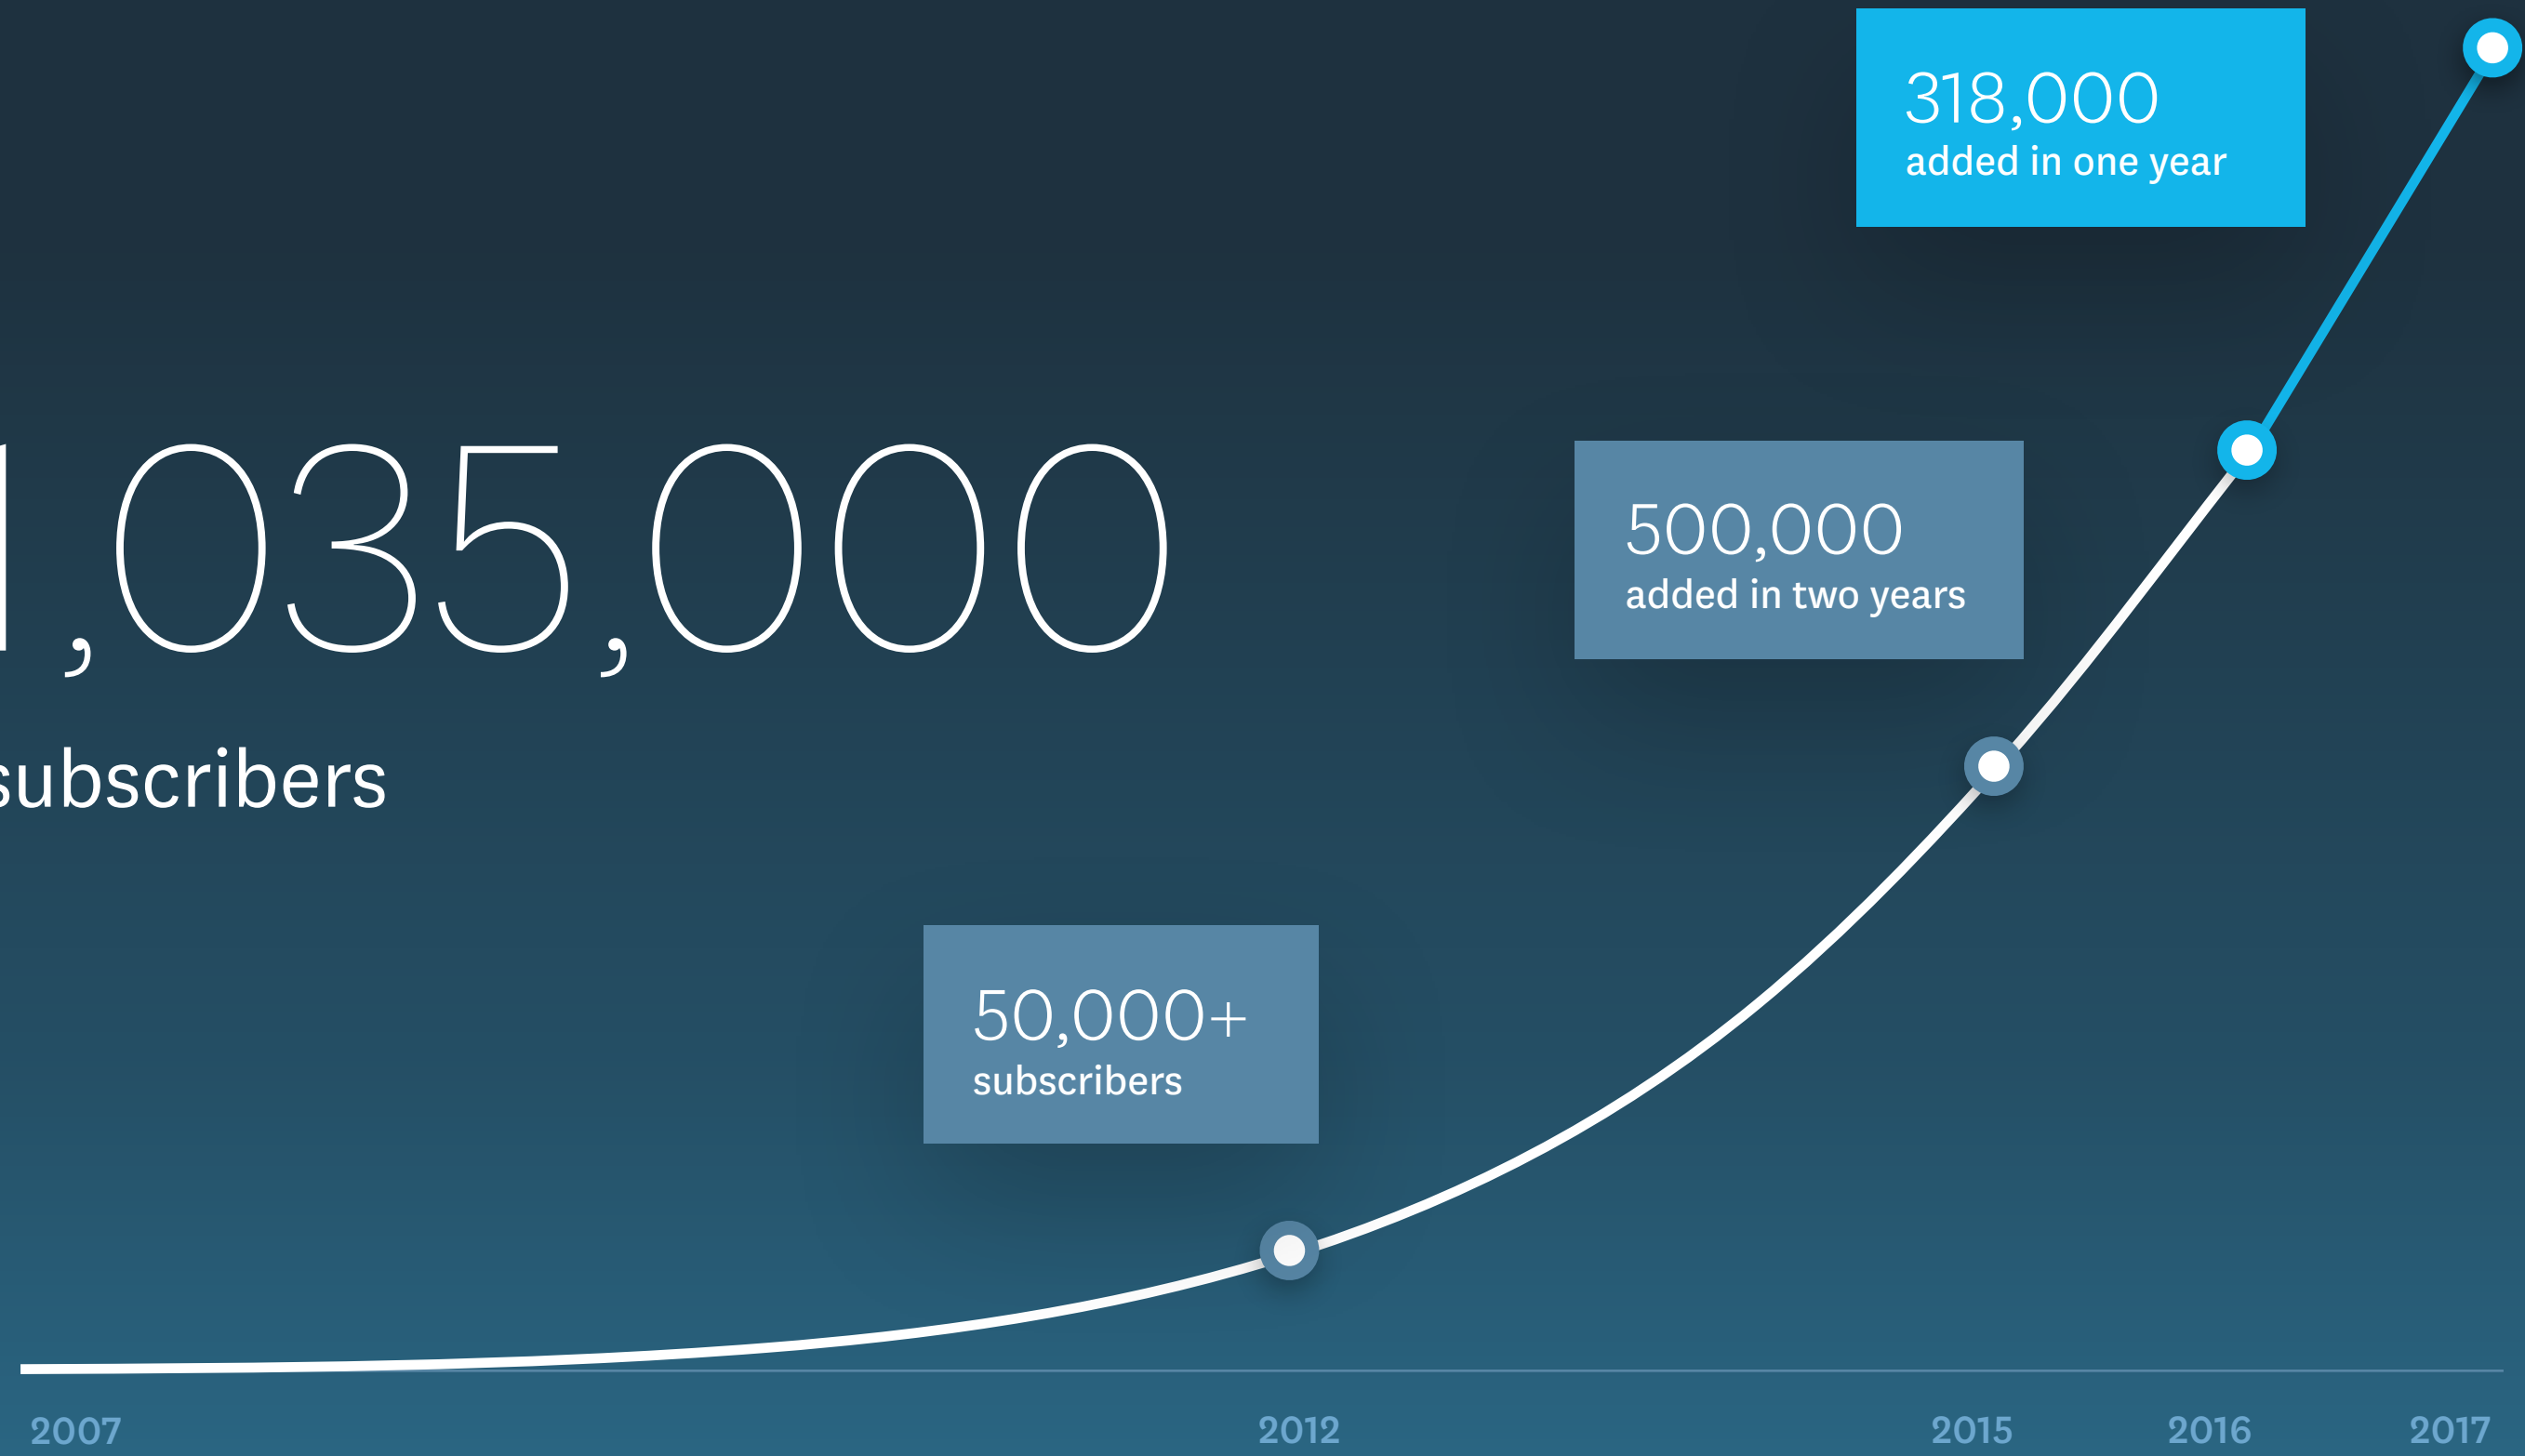 318,000
added in one year
1,035,000
subscribers
500,000
added in two years
50,000+
subscribers
2007 2012 2015 2016 2017